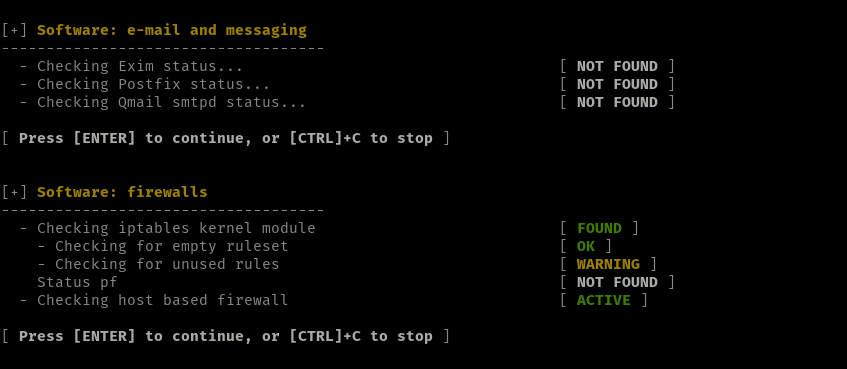 [+] Software: e-mail and messaging
------------------------------------
  - Checking Exim status...                                   [ NOT FOUND ]
  - Checking Postfix status...                                [ NOT FOUND ]
  - Checking Qmail smtpd status...                            [ NOT FOUND ]
[ Press [ENTER] to continue, or [CTRL]+C to stop ]
[+] Software: firewalls
------------------------------------
  - Checking iptables kernel module                           [ FOUND ]
    - Checking for empty ruleset                              [ OK ]
    - Checking for unused rules                               [ WARNING ]
    Status pf                                                 [ NOT FOUND ]
  - Checking host based firewall                              [ ACTIVE ]
[ Press [ENTER] to continue, or [CTRL]+C to stop ]